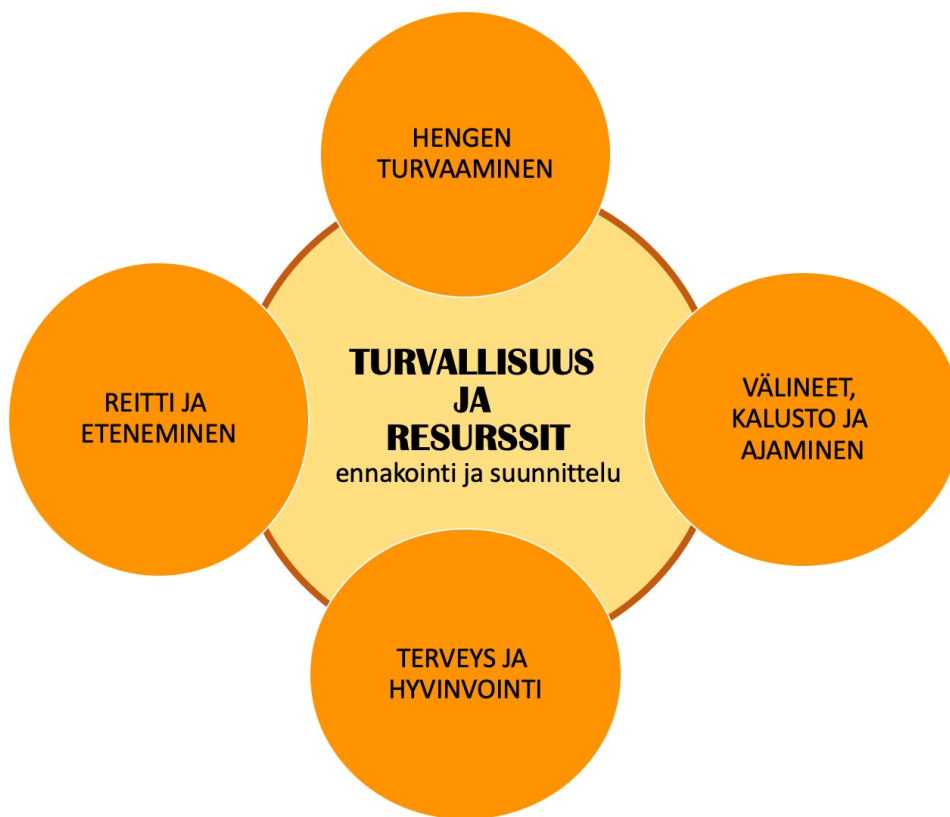 HENGEN
TURVAAMINEN
REITTI JA
ETENEMINEN
TURVALLISUUS
JA
RESURSSIT
ennakointi ja suunnittelu
VÄLINEET,
KALUSTO JA
AJAMINEN
TERVEYS JA
HYVINVOINTI